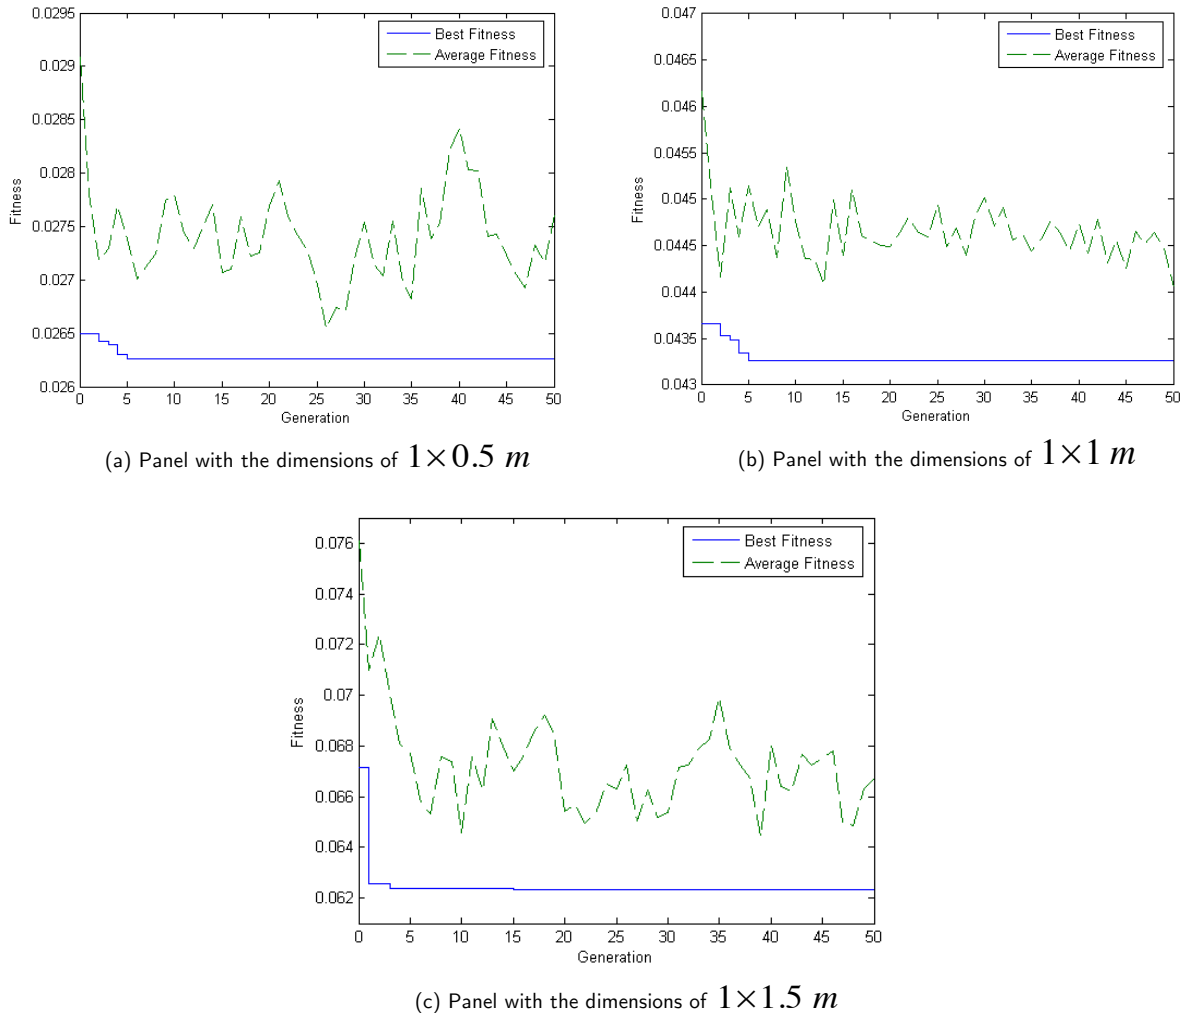 0.0295
0.029
0.0285
0.028
0.0275
0.027
0.0265
0.026
Fitness
Best Fitness
Average Fitness
0 5 10 15 20 25 30 35 40 45 50
Generation
(a) Panel with the dimensions of 1×0.5 m
0.047
0.0465
0.046
0.0455
0.045
0.0445
0.044
0.0435
0.043
Fitness
Best Fitness
Average Fitness
0 5 10 15 20 25 30 35 40 45 50
Generation
(b) Panel with the dimensions of 1×1 m
0.076
0.074
0.072
0.07
0.068
0.066
0.064
0.062
Fitness
Best Fitness
Average Fitness
0 5 10 15 20 25 30 35 40 45 50
Generation
(c) Panel with the dimensions of 1×1.5 m